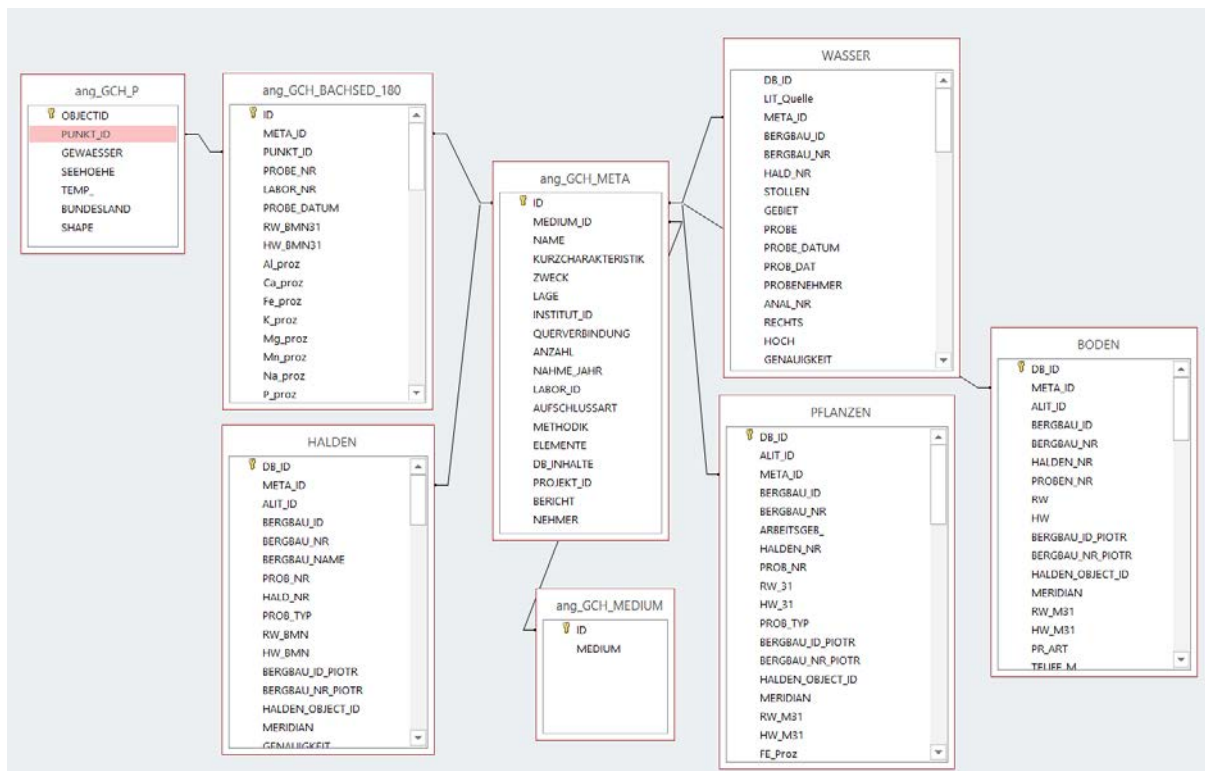 ang_GCH_P
OBJECTID
PUNKT_ID
GEWAESSER
SEEHOEHE
TEMP_
BUNDESLAND
SHAPE
ang_GCH_BACHSED_180
ID
META_ID
PUNKT_ID
PROBE_NR
LABOR_NR
PROBE_DATUM
RW_BMN31
HW_BMN31
Al_proz
Ca_proz
Fe_proz
K_proz
Mg_proz
Mn_proz
Na_proz
P_proz
HALDEN
DB_ID
META_ID
ALIT_ID
BERGBAU_ID
BERGBAU_NR
BERGBAU_NAME
PROB_NR
HALD_NR
PROB_TYP
RW_BMN
HW_BMN
BERGBAU_ID_PIOTR
BERGBAU_NR_PIOTR
HALDEN_OBJECT_ID
MERIDIAN
GENAUIGKEIT
ang_GCH_META
ID
MEDIUM_ID
NAME
KURZCHARAKTERISTIK
ZWECK
LAGE
INSTITUT_ID
QUERVERBINDUNG
ANZAHL
NAHME_JAHR
LABOR_ID
AUFSCHLUSSART
METHODIK
ELEMENTE
DB_INHALTE
PROJEKT_ID
BERICHT
NEHMER
ang_GCH_MEDIUM
ID
MEDIUM
WASSER
DB_ID
LIT_Quelle
META_ID
BERGBAU_ID
BERGBAU_NR
HALD_NR
STOLLEN
GEBIET
PROBE
PROBE_DATUM
PROB_DAT
PROBENEHMER
ANAL_NR
RECHTS
HOCH
GENAUIGKEIT
PFLANZEN
DB_ID
ALIT_ID
META_ID
BERGBAU_ID
BERGBAU_NR
ARBEITSGEB_
HALDEN_NR
PROB_NR
RW_31
HW_31
PROB_TYP
BERGBAU_ID_PIOTR
BERGBAU_NR_PIOTR
HALDEN_OBJECT_ID
MERIDIAN
RW_M31
HW_M31
FE_Proz
BODEN
DB_ID
META_ID
ALIT_ID
BERGBAU_ID
BERGBAU_NR
HALDEN_NR
PROBEN_NR
RW
HW
BERGBAU_ID_PIOTR
BERGBAU_NR_PIOTR
HALDEN_OBJECT_ID
MERIDIAN
RW_M31
HW_M31
PR_ART
TEUFE_M